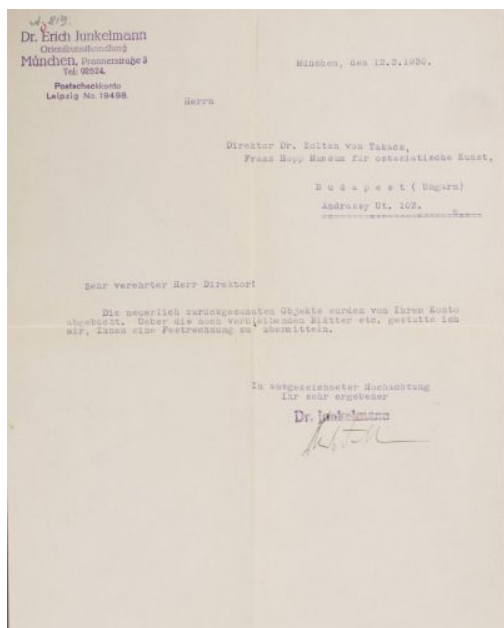 Dr. Erich Junkelmann
Orientkunsthandlung
München, Prannerstraße 3
Tel: 92524.
Postscheckkonto
Leipzig No. 19498.
München, den 12.3.1930.
Herrn
Direktor Dr. Zoltan von Takacs,
Franz Hopp Museum für ostasiatische Kunst,
B u d a p e s t ( Ungarn)
Andrassy Ut. 103.
Sehr verehrter Herr Direktor!
Die neuerlich zurückgesandten Objekte wurden von Ihrem Konto
abgebucht. Ueber die noch verbleibenden Blätter etc. gestatte ich
mir, Ihnen eine Festrechnung zu übermitteln.
In ausgezeichneter Hochachtung
Ihr sehr ergebener
Dr. Junkelmann